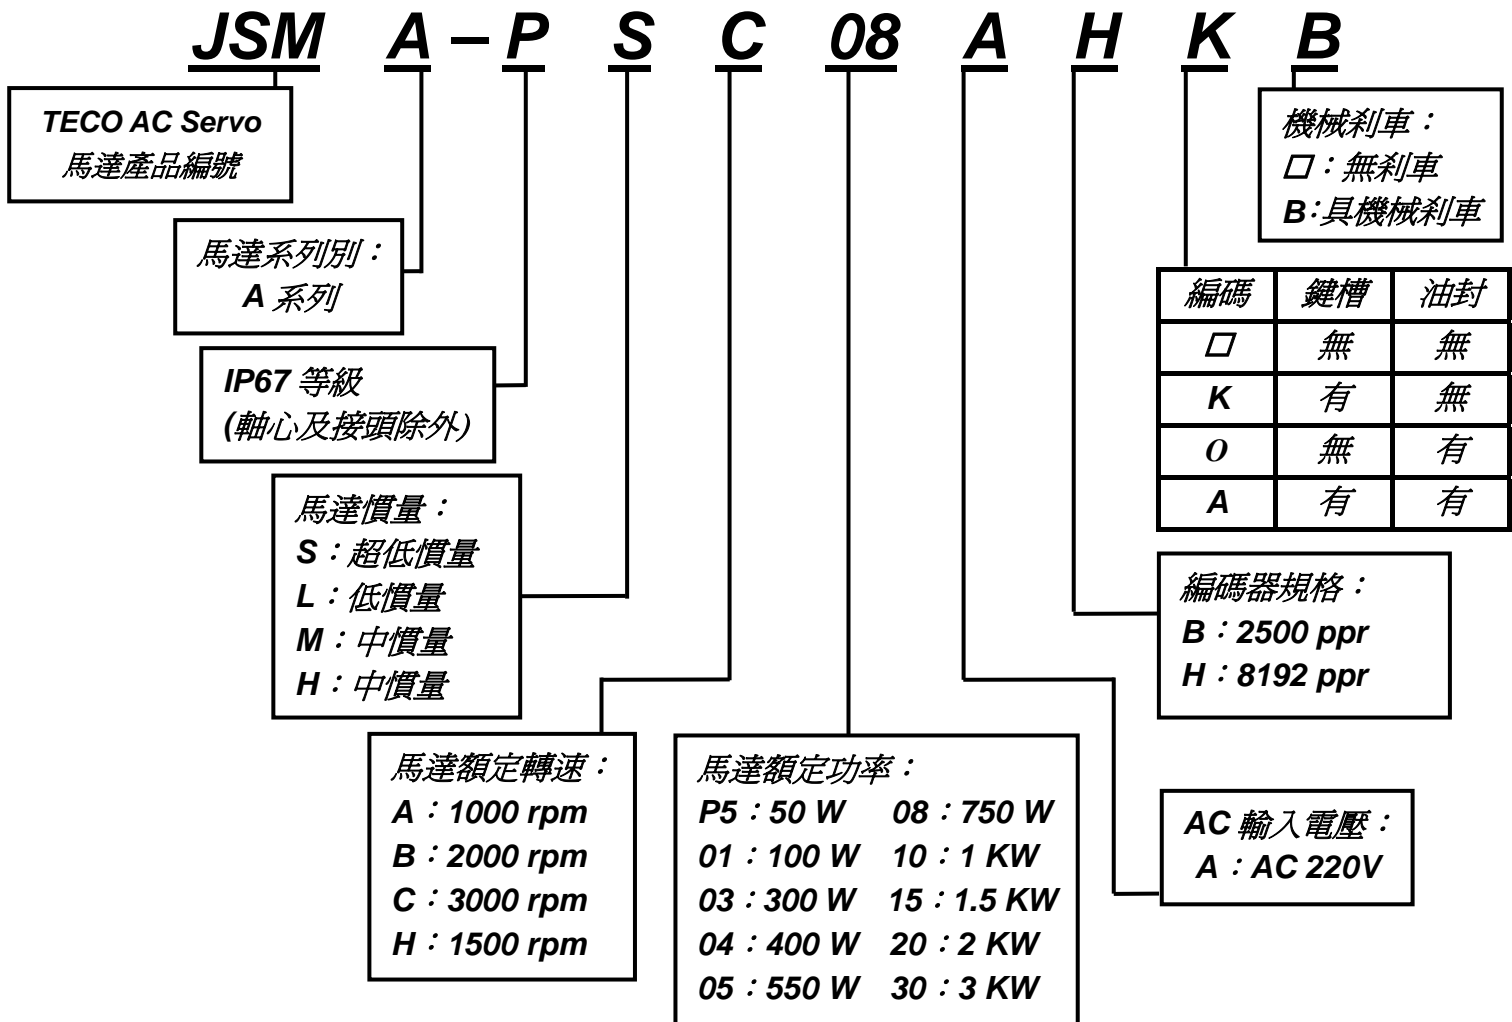 JSM A－P S C 08 A H K B
TECO AC Servo
馬達產品編號
馬達系列別：
A 系列
IP67 等級
(軸心及接頭除外)
馬達慣量：
S：超低慣量
L：低慣量
M：中慣量
H：中慣量
馬達額定轉速：
A：1000 rpm
B：2000 rpm
C：3000 rpm
H：1500 rpm
馬達額定功率：
P5：50 W 08：750 W
01：100 W 10：1 KW
03：300 W 15：1.5 KW
04：400 W 20：2 KW
05：550 W 30：3 KW
AC 輸入電壓：
A：AC 220V
編碼器規格：
B：2500 ppr
H：8192 ppr
編碼 鍵槽 油封
□ 無 無
K 有 無
O 無 有
A 有 有
機械剎車：
□：無剎車
B：具機械剎車